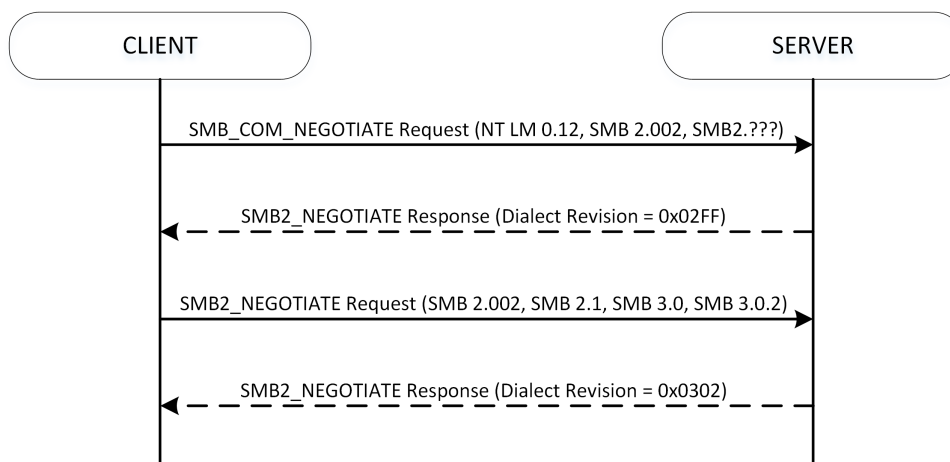 CLIENT
SERVER
SMB_COM_NEGOTIATE Request (NT LM 0.12, SMB 2.002, SMB2.???)
SMB2_NEGOTIATE Response (Dialect Revision = 0x02FF)
SMB2_NEGOTIATE Request (SMB 2.002, SMB 2.1, SMB 3.0, SMB 3.0.2)
SMB2_NEGOTIATE Response (Dialect Revision = 0x0302)